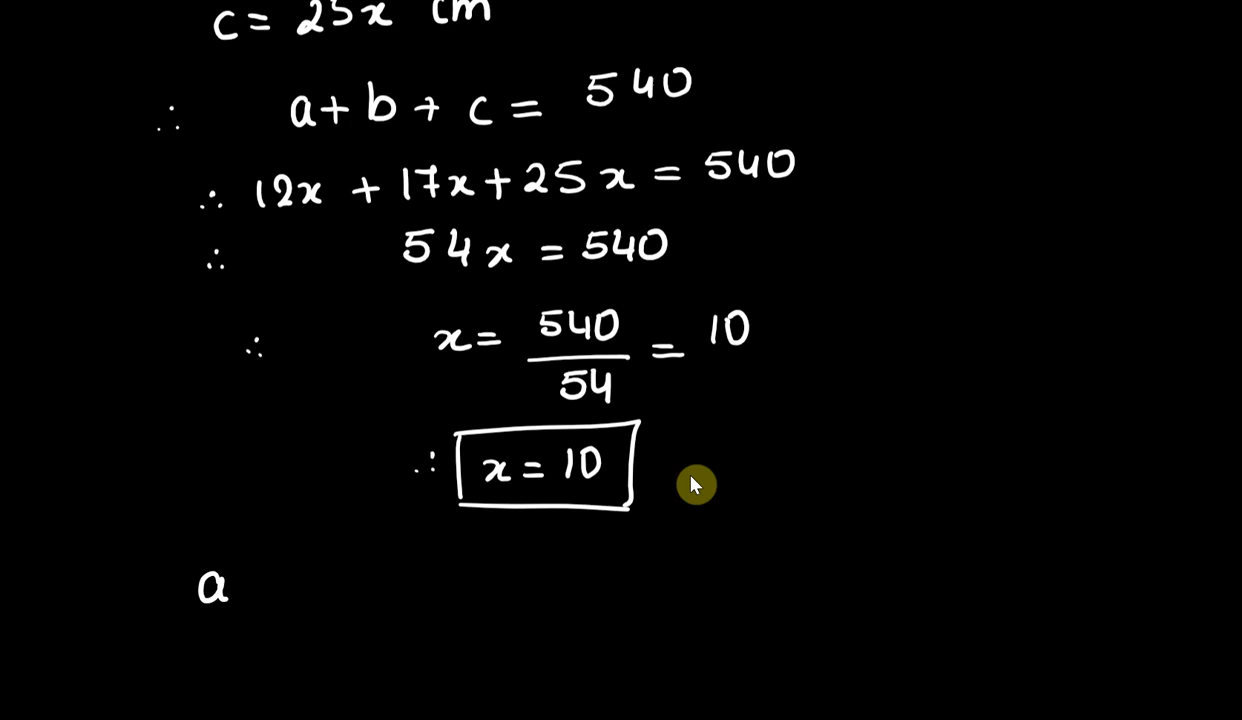 c = 25x cm
∴ a + b + c = 540
∴ 12x + 17x + 25x = 540
∴ 54x = 540
∴ x = 540/54 = 10
∴ x = 10
a